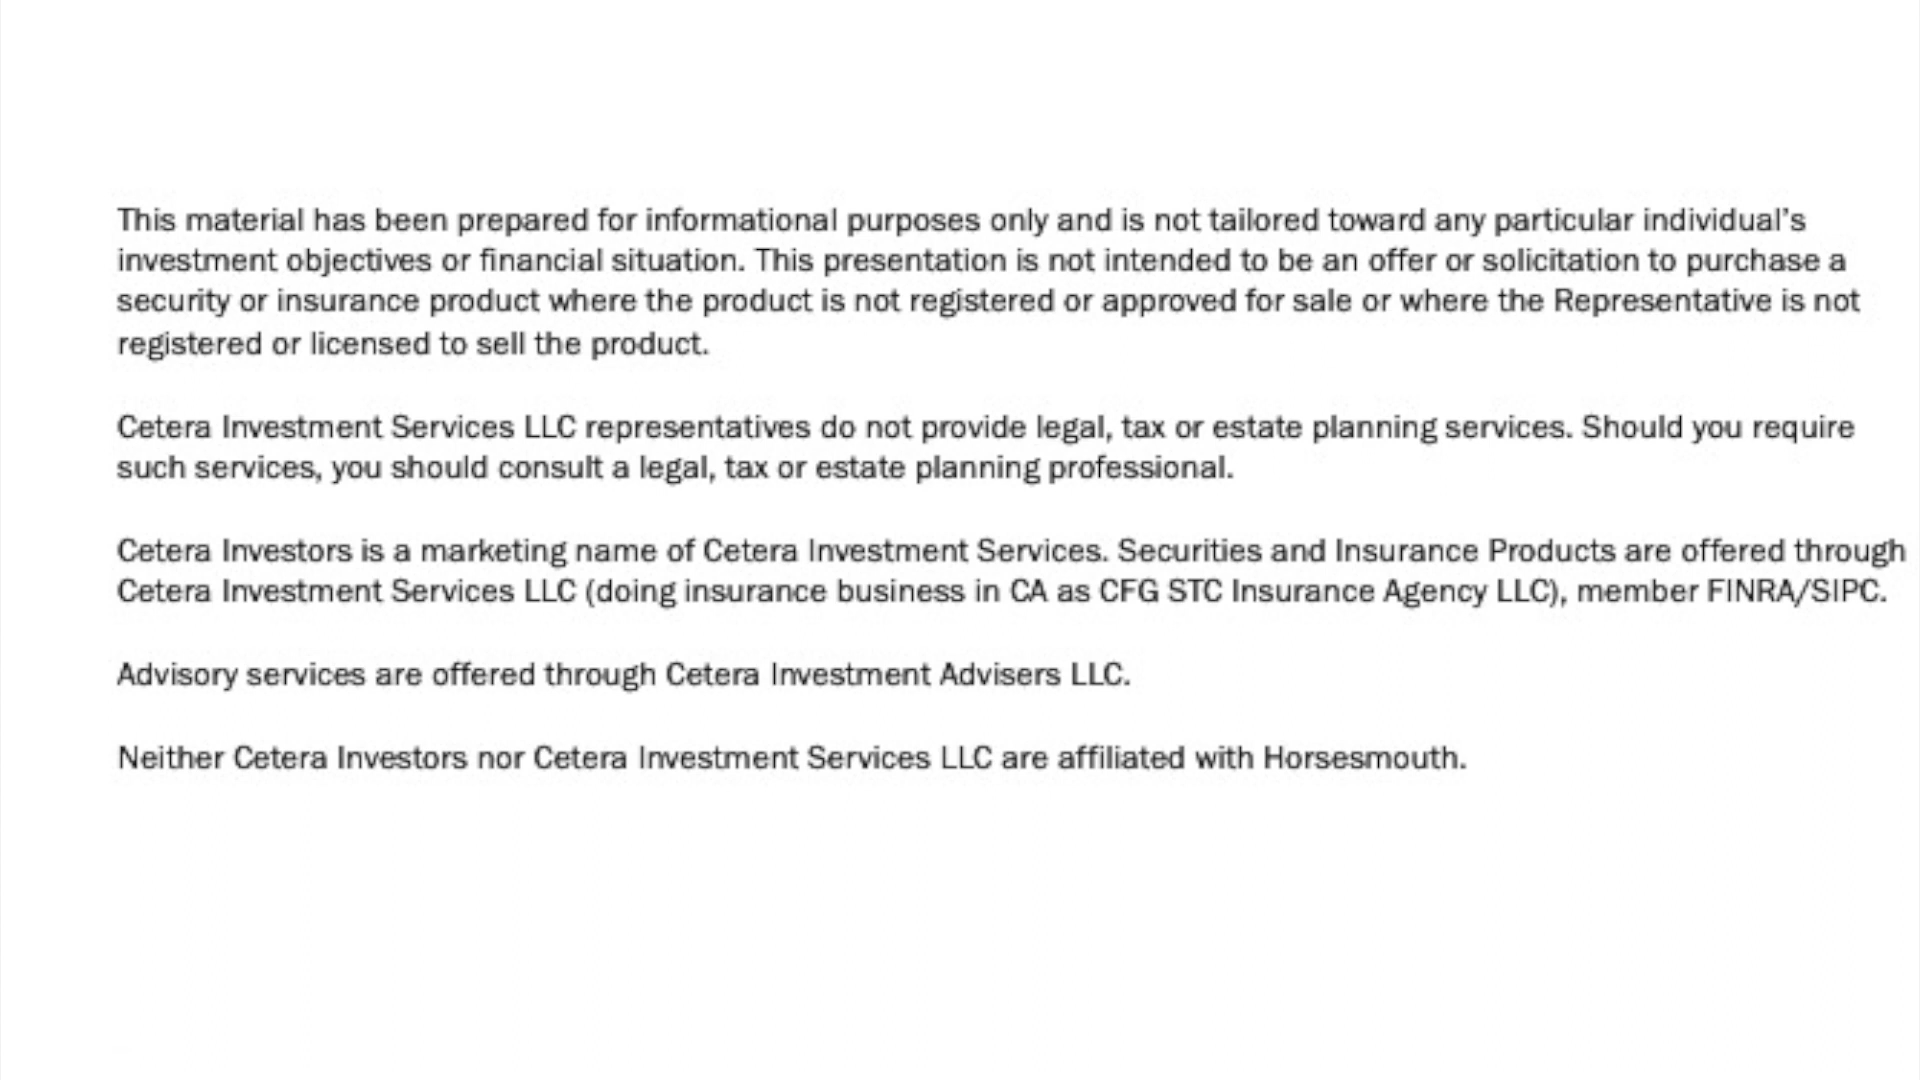 This material has been prepared for informational purposes only and is not tailored toward any particular individual's
investment objectives or financial situation. This presentation is not intended to be an offer or solicitation to purchase a
security or insurance product where the product is not registered or approved for sale or where the Representative is not
registered or licensed to sell the product.
Cetera Investment Services LLC representatives do not provide legal, tax or estate planning services. Should you require
such services, you should consult a legal, tax or estate planning professional.
Cetera Investors is a marketing name of Cetera Investment Services. Securities and Insurance Products are offered through
Cetera Investment Services LLC (doing insurance business in CA as CFG STC Insurance Agency LLC), member FINRA/SIPC.
Advisory services are offered through Cetera Investment Advisers LLC.
Neither Cetera Investors nor Cetera Investment Services LLC are affiliated with Horsesmouth.